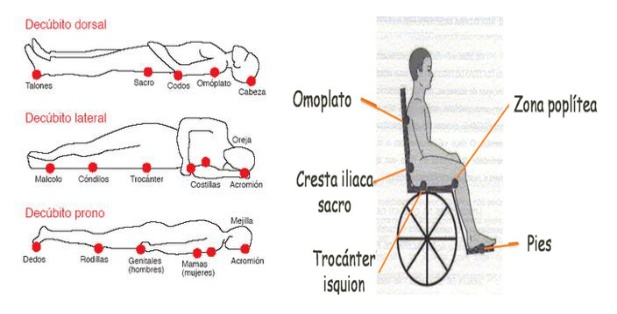 Decúbito dorsal
Talones
Sacro
Codos
Omóplato
Cabeza
Decúbito lateral
Oreja
Malcolo
Cóndilos
Trocánter
Costillas
Acromión
Decúbito prono
Mejilla
Dedos
Rodillas
Genitales
(hombres)
Mamas
(mujeres)
Acromión
Omoplato
Zona poplítea
Cresta iliaca
sacro
Trocánter
isquion
Pies